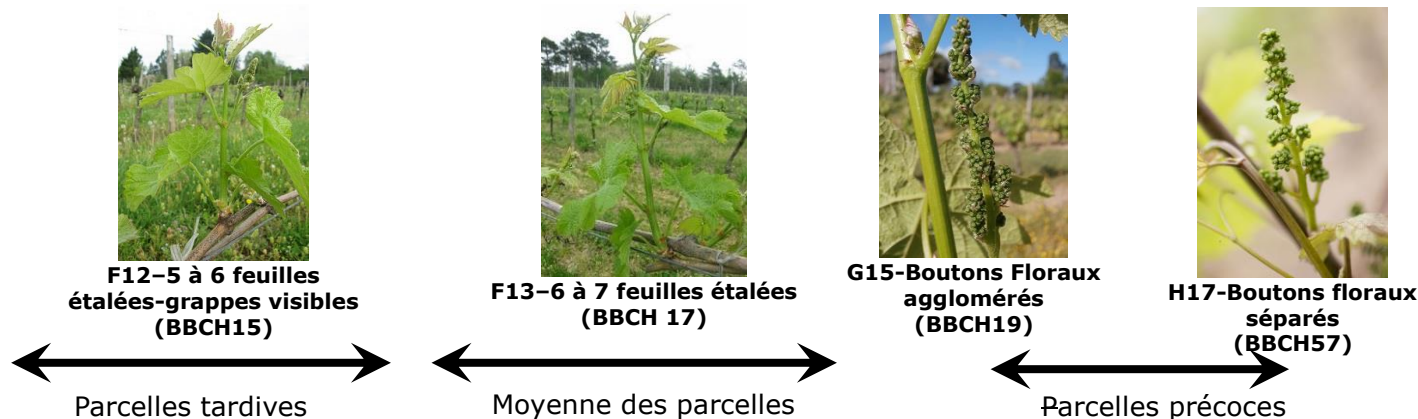 F12–5 à 6 feuilles
étalées-grappes visibles
(BBCH15)
F13–6 à 7 feuilles étalées
(BBCH 17)
G15-Boutons Floraux
agglomérés
(BBCH19)
H17-Boutons floraux
séparés
(BBCH57)
Parcelles tardives
Moyenne des parcelles
Parcelles précoces